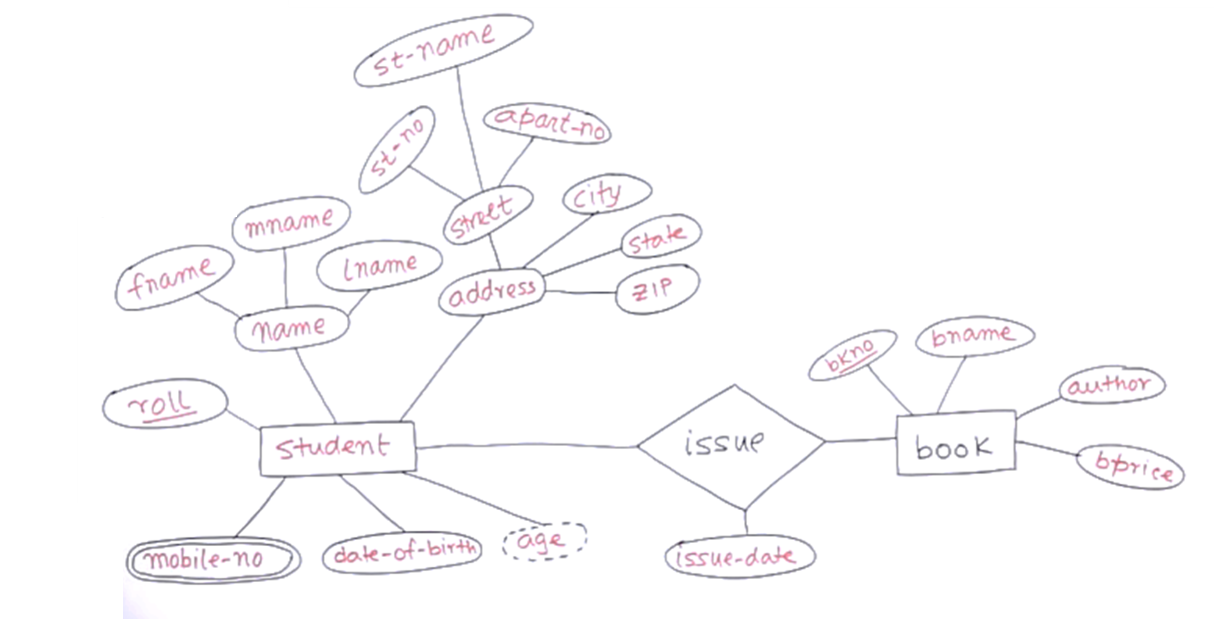 st-name
st-no
apart-no
street
city
state
ZIP
address
mname
fname
lname
name
roll
student
mobile-no
date-of-birth
age
issue
issue-date
bkno
bname
author
book
bprice